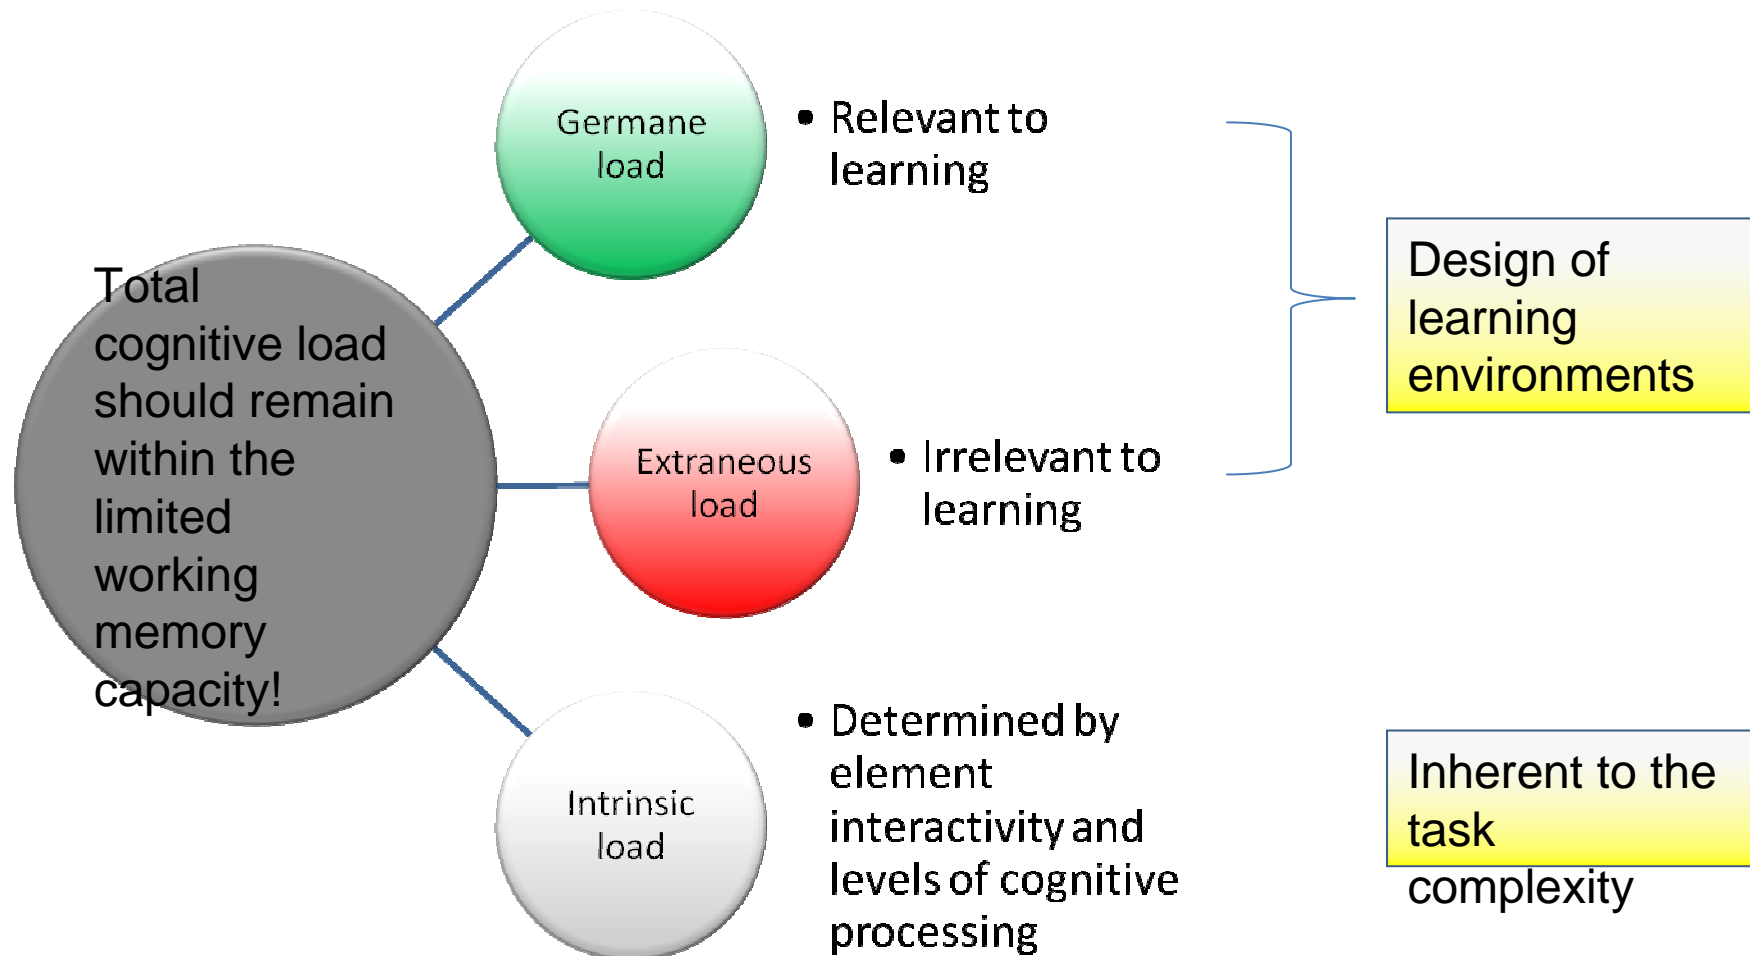 Total
cognitive load
should remain
within the
limited
working
memory
capacity!
Germane
load
• Relevant to
learning
Extraneous
load
• Irrelevant to
learning
Design of
learning
environments
Intrinsic
load
• Determined by
element
interactivity and
levels of cognitive
processing
Inherent to the
task
complexity